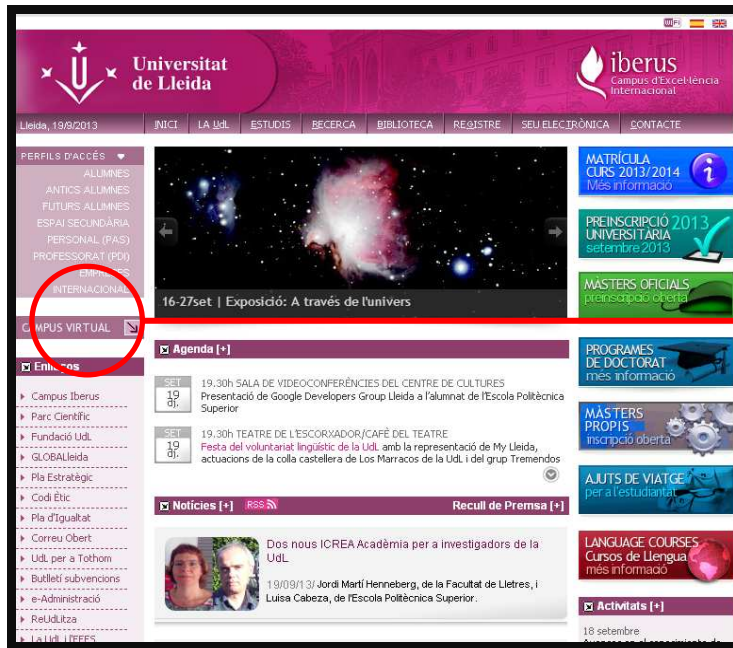 WiFi
Universitat
de Lleida
iberus
Campus d'Excel·lència
Internacional
Lleida, 19/9/2013
INICI LA UdL ESTUDIS RECERCA BIBLIOTECA REGISTRE SEU ELECTRÒNICA CONTACTE
PERFILS D'ACCÉS
ALUMNES
ANTICS ALUMNES
FUTURS ALUMNES
ESPAI SECUNDÀRIA
PERSONAL (PAS)
PROFESSORAT (PDI)
EMPRESES
INTERNACIONAL
CAMPUS VIRTUAL
Enllaços
Campus Iberus
Parc Científic
Fundació UdL
GLOBALleida
Pla Estratègic
Codi Ètic
Pla d'Igualtat
Correu Obert
UdL per a Tothom
Butlletí subvencions
e-Administració
ReUdLitza
La UdL i l'EEES
16-27set | Exposició: A través de l'univers
Agenda [+]
SET
19
dj.
19.30h SALA DE VIDEOCONFERÈNCIES DEL CENTRE DE CULTURES
Presentació de Google Developers Group Lleida a l'alumnat de l'Escola Politècnica
Superior
SET
19
dj.
19.30h TEATRE DE L'ESCORXADOR/CAFÈ DEL TEATRE
Festa del voluntariat lingüístic de la UdL amb la representació de My Lleida,
actuacions de la colla castellera de Los Marracos de la UdL i del grup Tremendos
Notícies [+] RSS Recull de Premsa [+]
Dos nous ICREA Acadèmia per a investigadors de la
UdL
19/09/13/ Jordi Martí Henneberg, de la Facultat de Lletres, i
Luisa Cabeza, de l'Escola Politècnica Superior.
MATRÍCULA
CURS 2013/2014
Més informació
PREINSCRIPCIÓ 2013
UNIVERSITÀRIA
setembre 2013
MÀSTERS OFICIALS
preinscripció oberta
PROGRAMES
DE DOCTORAT
més informació
MÀSTERS
PROPIS
inscripció oberta
AJUTS DE VIATGE
per a l'estudiantat
LANGUAGE COURSES
Cursos de Llengua
més informació
Activitats [+]
18 setembre